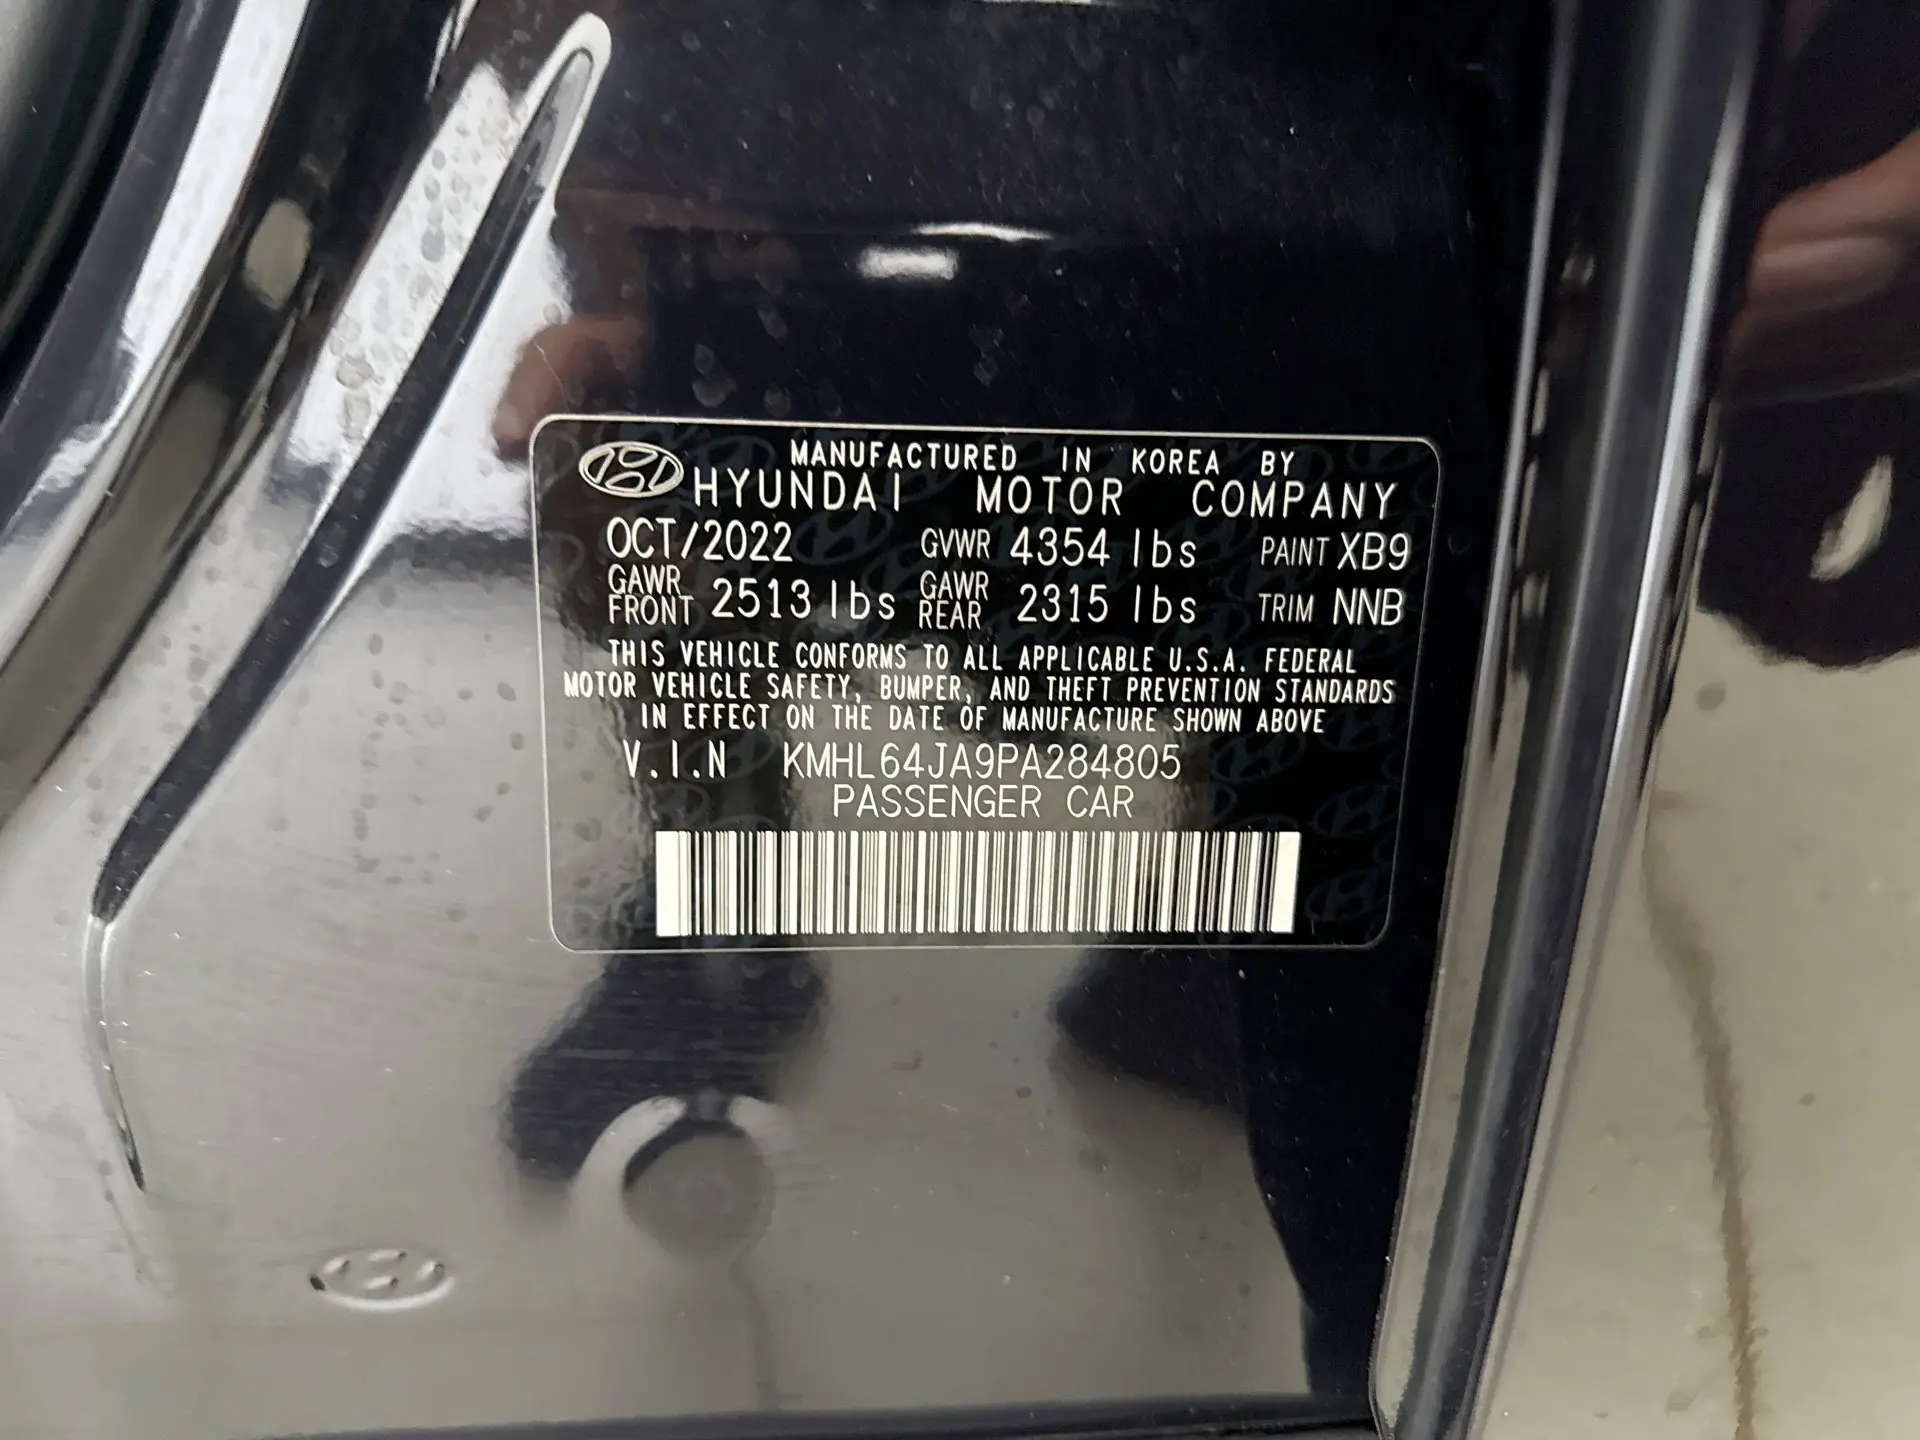 MANUFACTURED IN KOREA BY
HYUNDAI MOTOR COMPANY
OCT/2022 GVWR 4354 lbs PAINT XB9
GAWR FRONT 2513 lbs GAWR REAR 2315 lbs TRIM NNB
THIS VEHICLE CONFORMS TO ALL APPLICABLE U.S.A. FEDERAL
MOTOR VEHICLE SAFETY, BUMPER, AND THEFT PREVENTION STANDARDS
IN EFFECT ON THE DATE OF MANUFACTURE SHOWN ABOVE
V.I.N KMHL64JA9PA284805
PASSENGER CAR